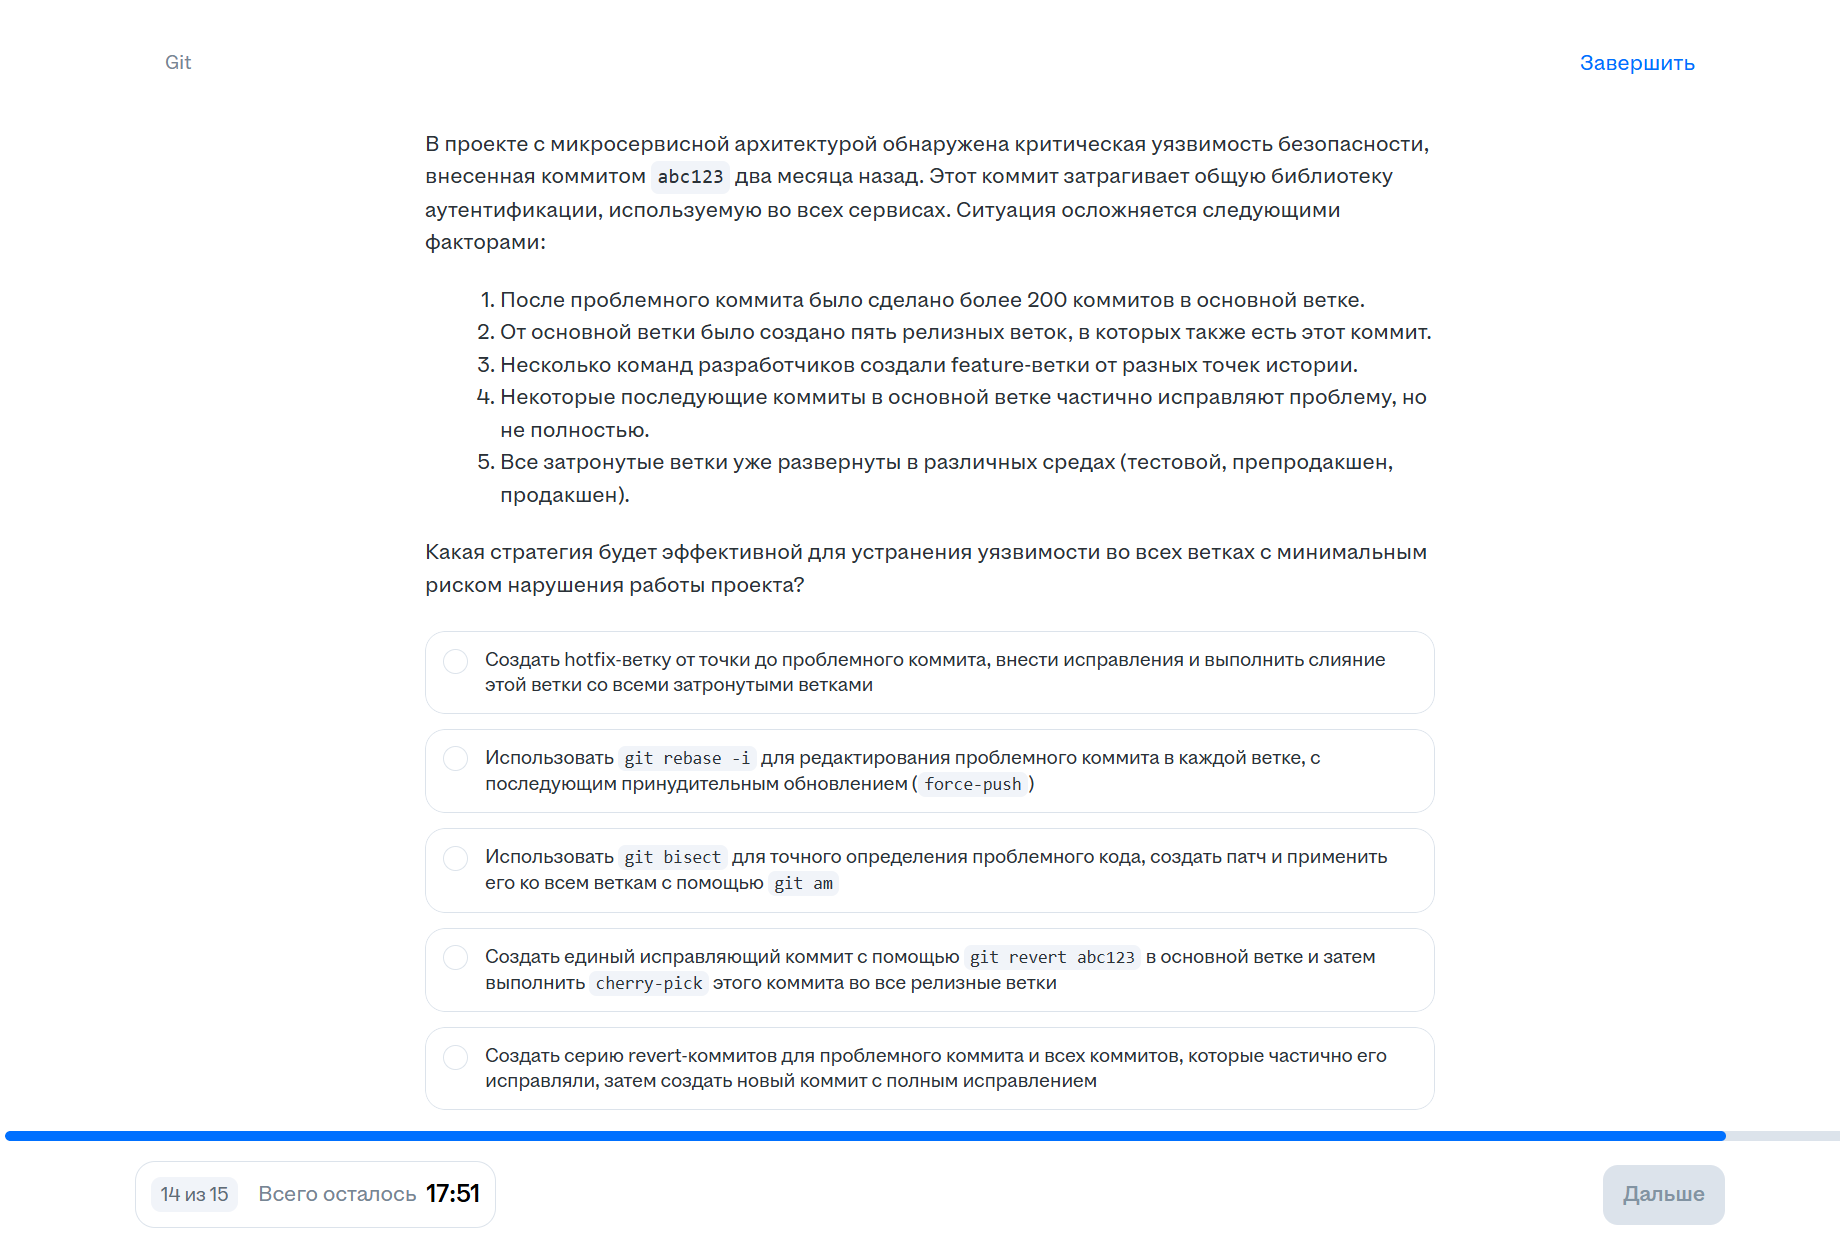 Git
Завершить
В проекте с микросервисной архитектурой обнаружена критическая уязвимость безопасности,
внесенная коммитом abc123 два месяца назад. Этот коммит затрагивает общую библиотеку
аутентификации, используемую во всех сервисах. Ситуация осложняется следующими
факторами:
1. После проблемного коммита было сделано более 200 коммитов в основной ветке.
2. От основной ветки было создано пять релизных веток, в которых также есть этот коммит.
3. Несколько команд разработчиков создали feature-ветки от разных точек истории.
4. Некоторые последующие коммиты в основной ветке частично исправляют проблему, но
не полностью.
5. Все затронутые ветки уже развернуты в различных средах (тестовой, препродакшен,
продакшен).
Какая стратегия будет эффективной для устранения уязвимости во всех ветках с минимальным
риском нарушения работы проекта?
Создать hotfix-ветку от точки до проблемного коммита, внести исправления и выполнить слияние
этой ветки со всеми затронутыми ветками
Использовать git rebase -i для редактирования проблемного коммита в каждой ветке, с
последующим принудительным обновлением ( force-push )
Использовать git bisect для точного определения проблемного кода, создать патч и применить
его ко всем веткам с помощью git am
Создать единый исправляющий коммит с помощью git revert abc123 в основной ветке и затем
выполнить cherry-pick этого коммита во все релизные ветки
Создать серию revert-коммитов для проблемного коммита и всех коммитов, которые частично его
исправляли, затем создать новый коммит с полным исправлением
14 из 15
Всего осталось 17:51
Дальше